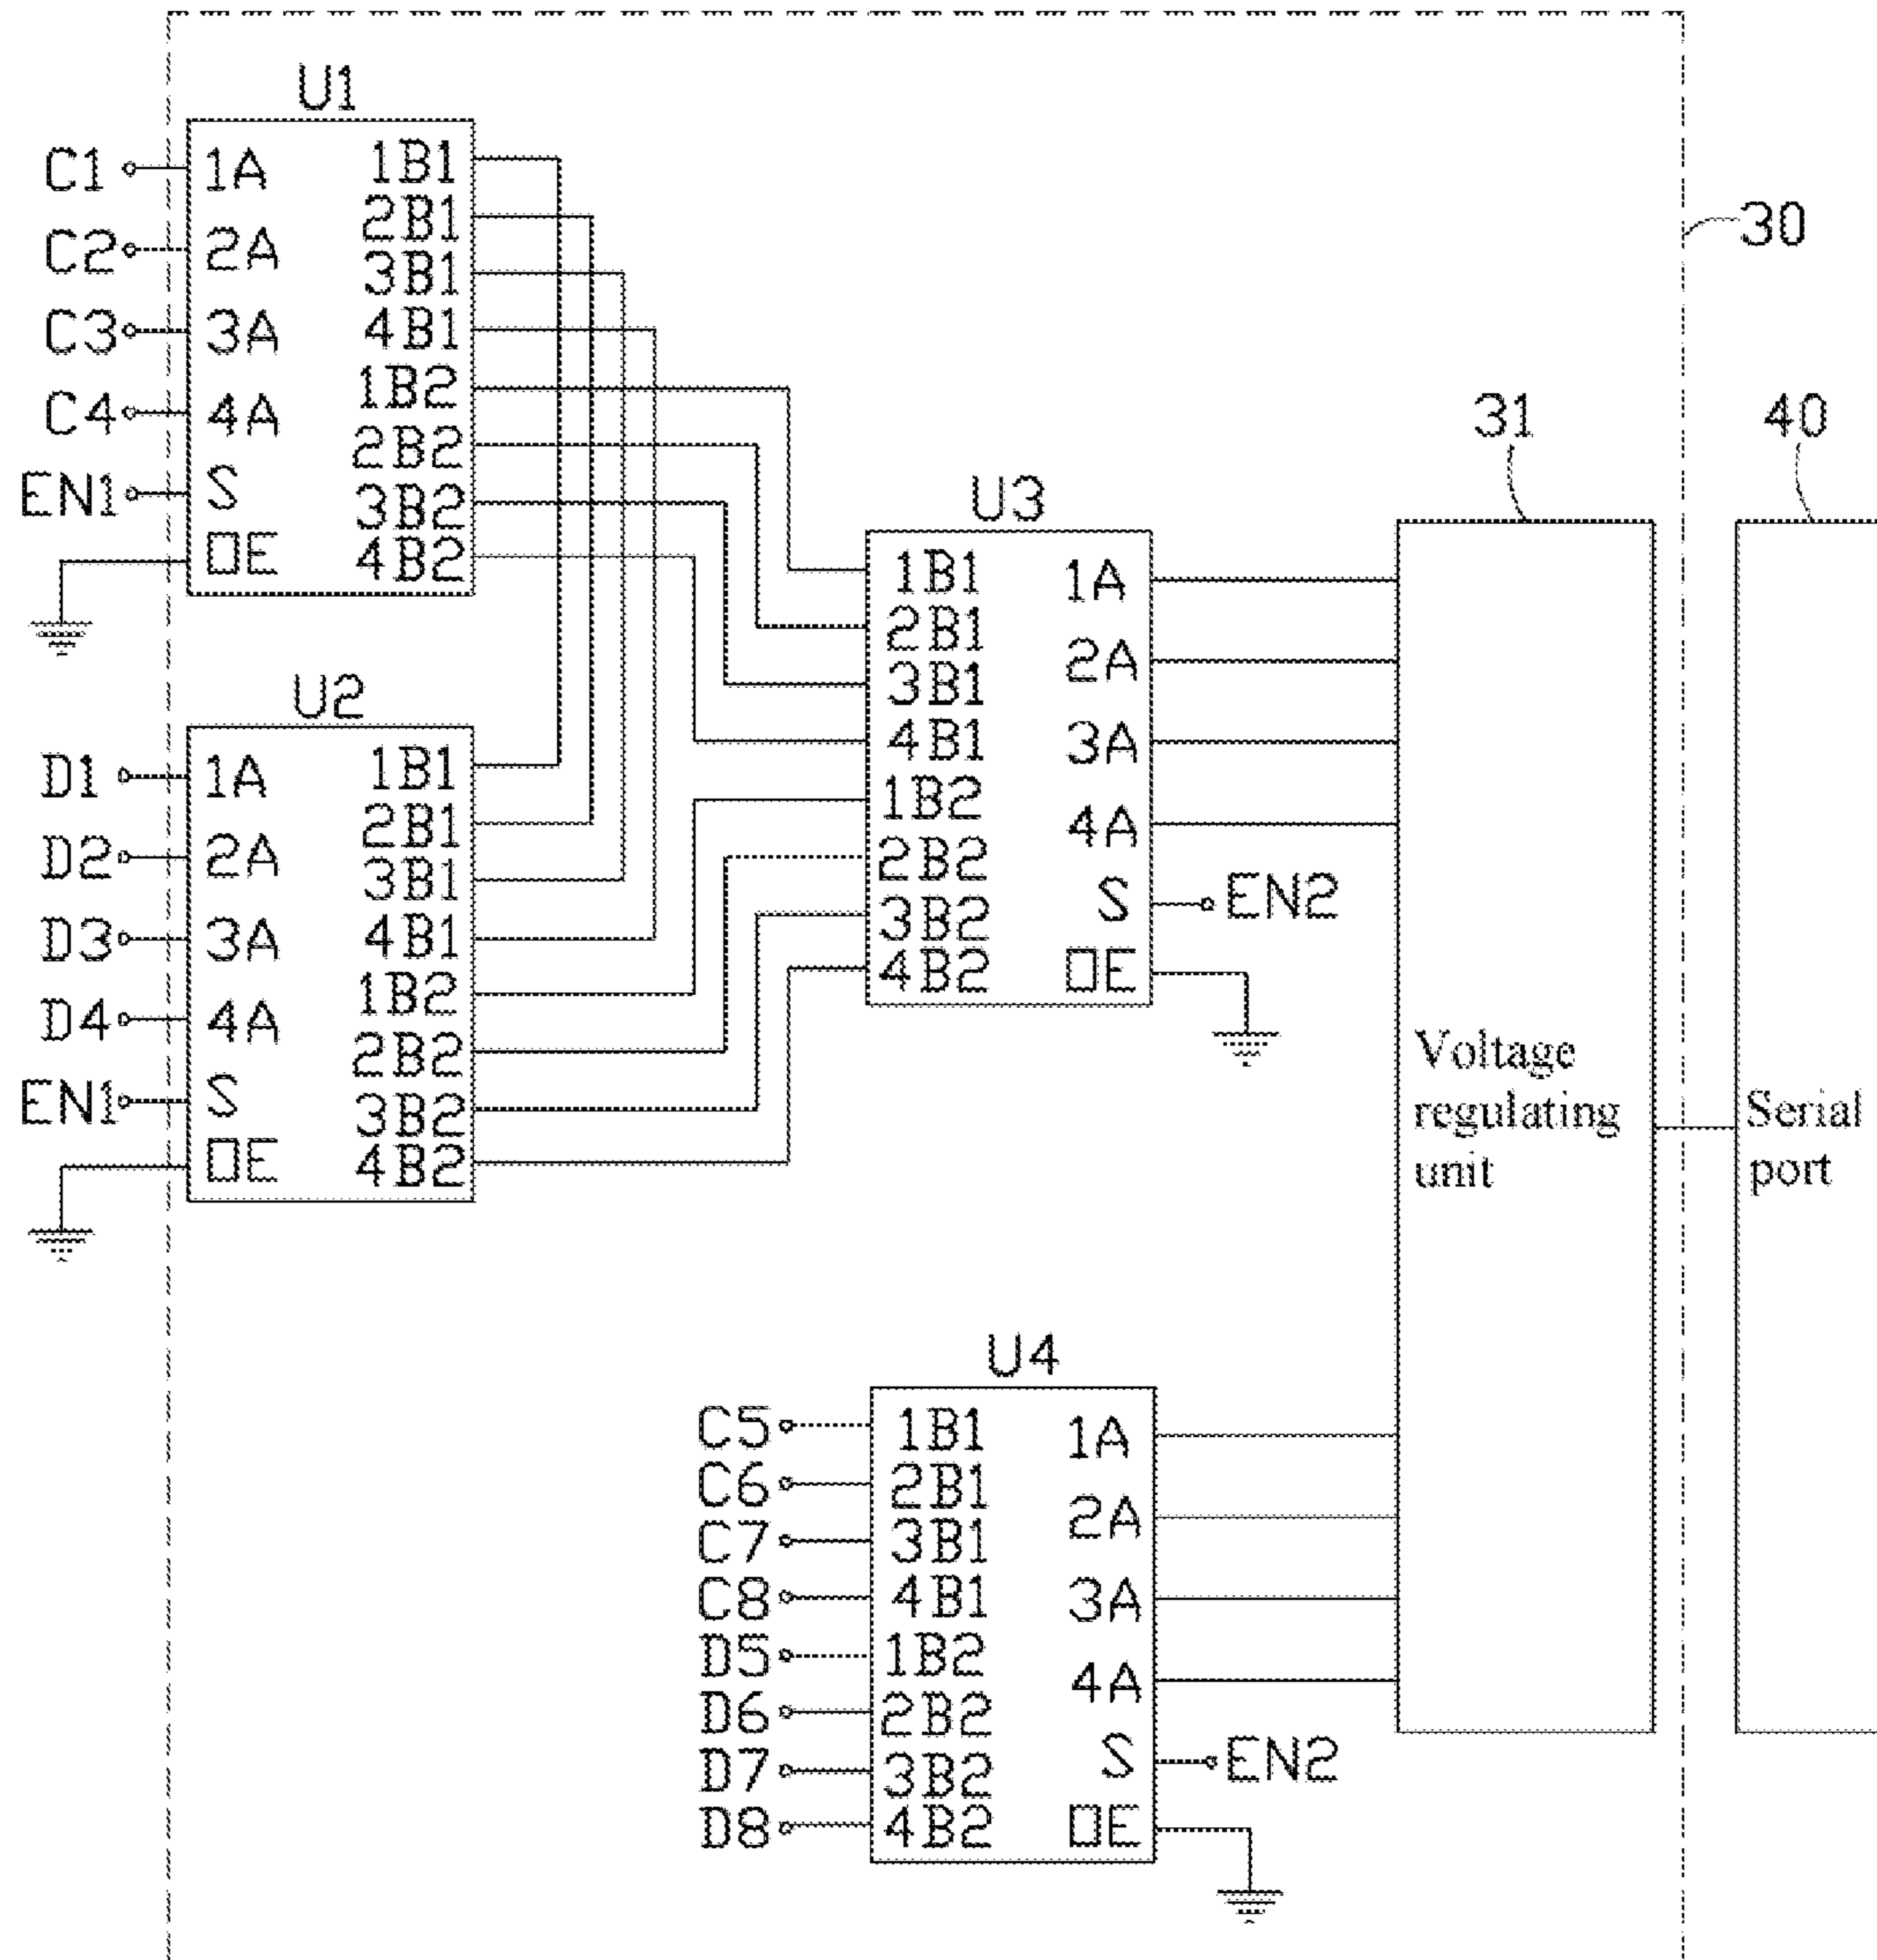 U1
C1 1A 1B1
2B1
C2 2A
3B1
C3 3A 4B1
1B2
C4 4A
2B2
EN1 S
3B2
OE 4B2
30
31
40
U2
D1 1A 1B1
2B1
D2 2A
3B1
D3 3A 4B1
1B2
D4 4A
2B2
EN1 S
3B2
OE 4B2
U3
1B1 1A
2B1
2A
3B1
4B1 3A
1B2
4A
2B2
S EN2
3B2
4B2 OE
Voltage
regulating
unit
Serial
port
U4
C5 1B1 1A
C6 2B1
2A
C7 3B1
C8 4B1 3A
D5 1B2
4A
D6 2B2
S EN2
D7 3B2
D8 4B2 OE